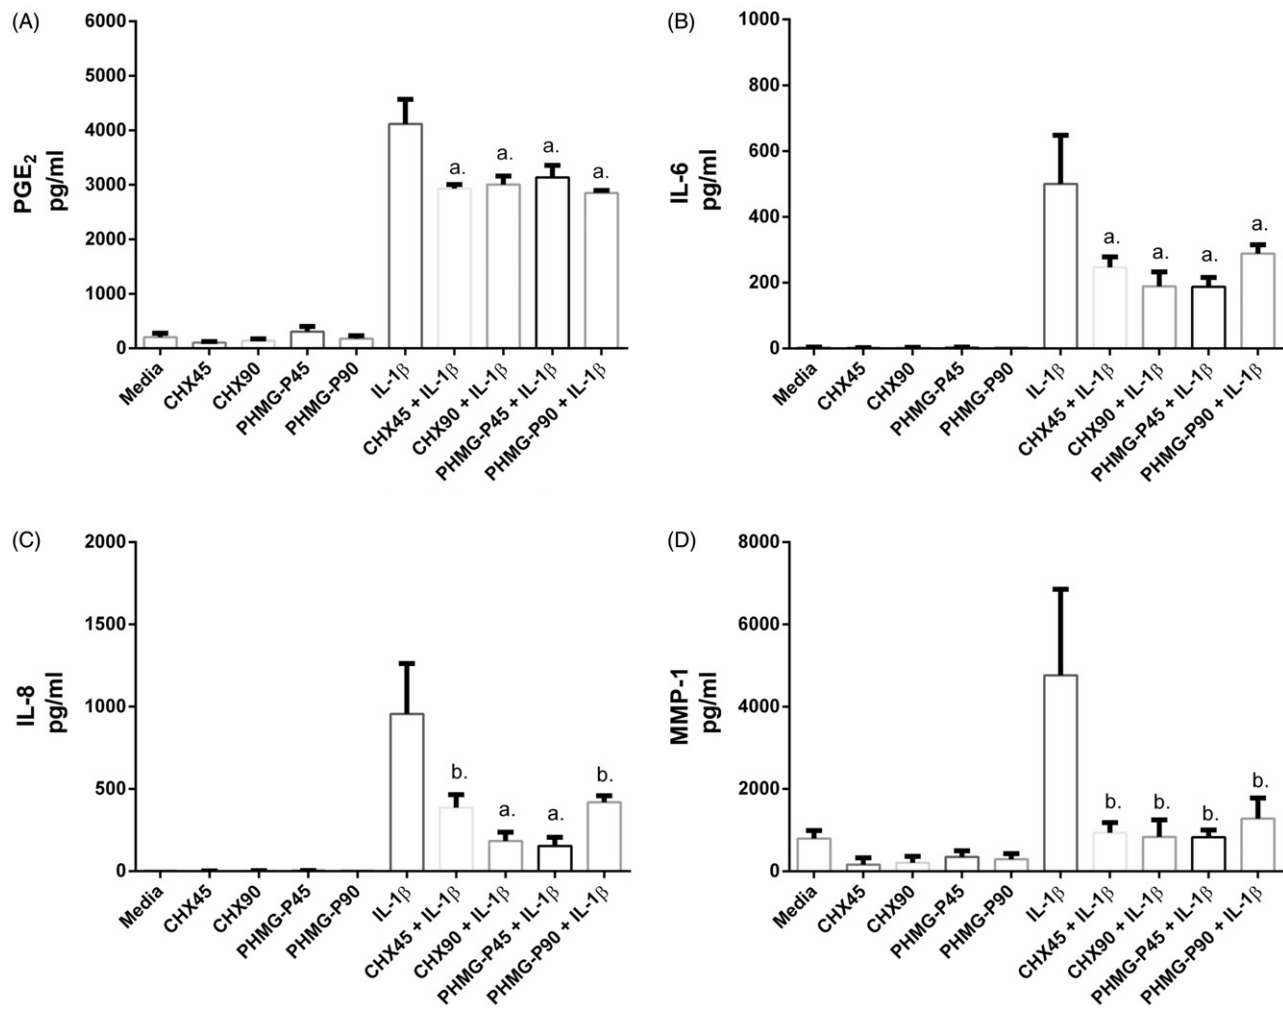 (A)
6000
5000
4000
3000
2000
1000
0
PGE₂
pg/ml
a.
a.
a.
a.
Media
CHX45
CHX90
PHMG-P45
PHMG-P90
IL-1β
CHX45 + IL-1β
CHX90 + IL-1β
PHMG-P45 + IL-1β
PHMG-P90 + IL-1β
(B)
1000
800
600
400
200
0
IL-6
pg/ml
a.
a.
a.
a.
Media
CHX45
CHX90
PHMG-P45
PHMG-P90
IL-1β
CHX45 + IL-1β
CHX90 + IL-1β
PHMG-P45 + IL-1β
PHMG-P90 + IL-1β
(C)
2000
1500
1000
500
0
IL-8
pg/ml
b.
a.
a.
b.
Media
CHX45
CHX90
PHMG-P45
PHMG-P90
IL-1β
CHX45 + IL-1β
CHX90 + IL-1β
PHMG-P45 + IL-1β
PHMG-P90 + IL-1β
(D)
8000
6000
4000
2000
0
MMP-1
pg/ml
b.
b.
b.
b.
Media
CHX45
CHX90
PHMG-P45
PHMG-P90
IL-1β
CHX45 + IL-1β
CHX90 + IL-1β
PHMG-P45 + IL-1β
PHMG-P90 + IL-1β